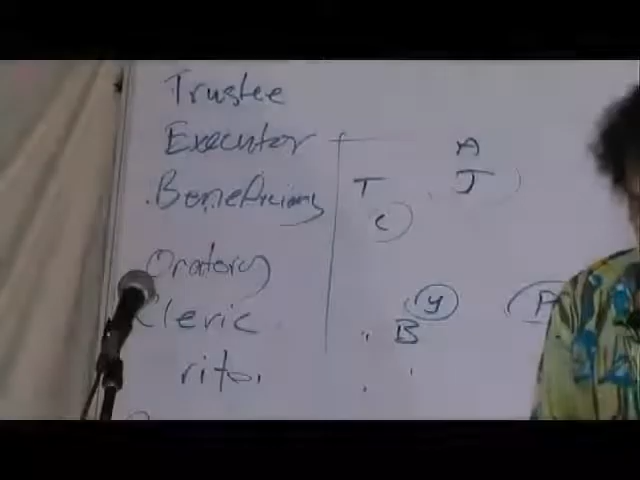 Trustee
Executor
Beneficiary
Oratory
Cleric
A
T J
C
y P
B